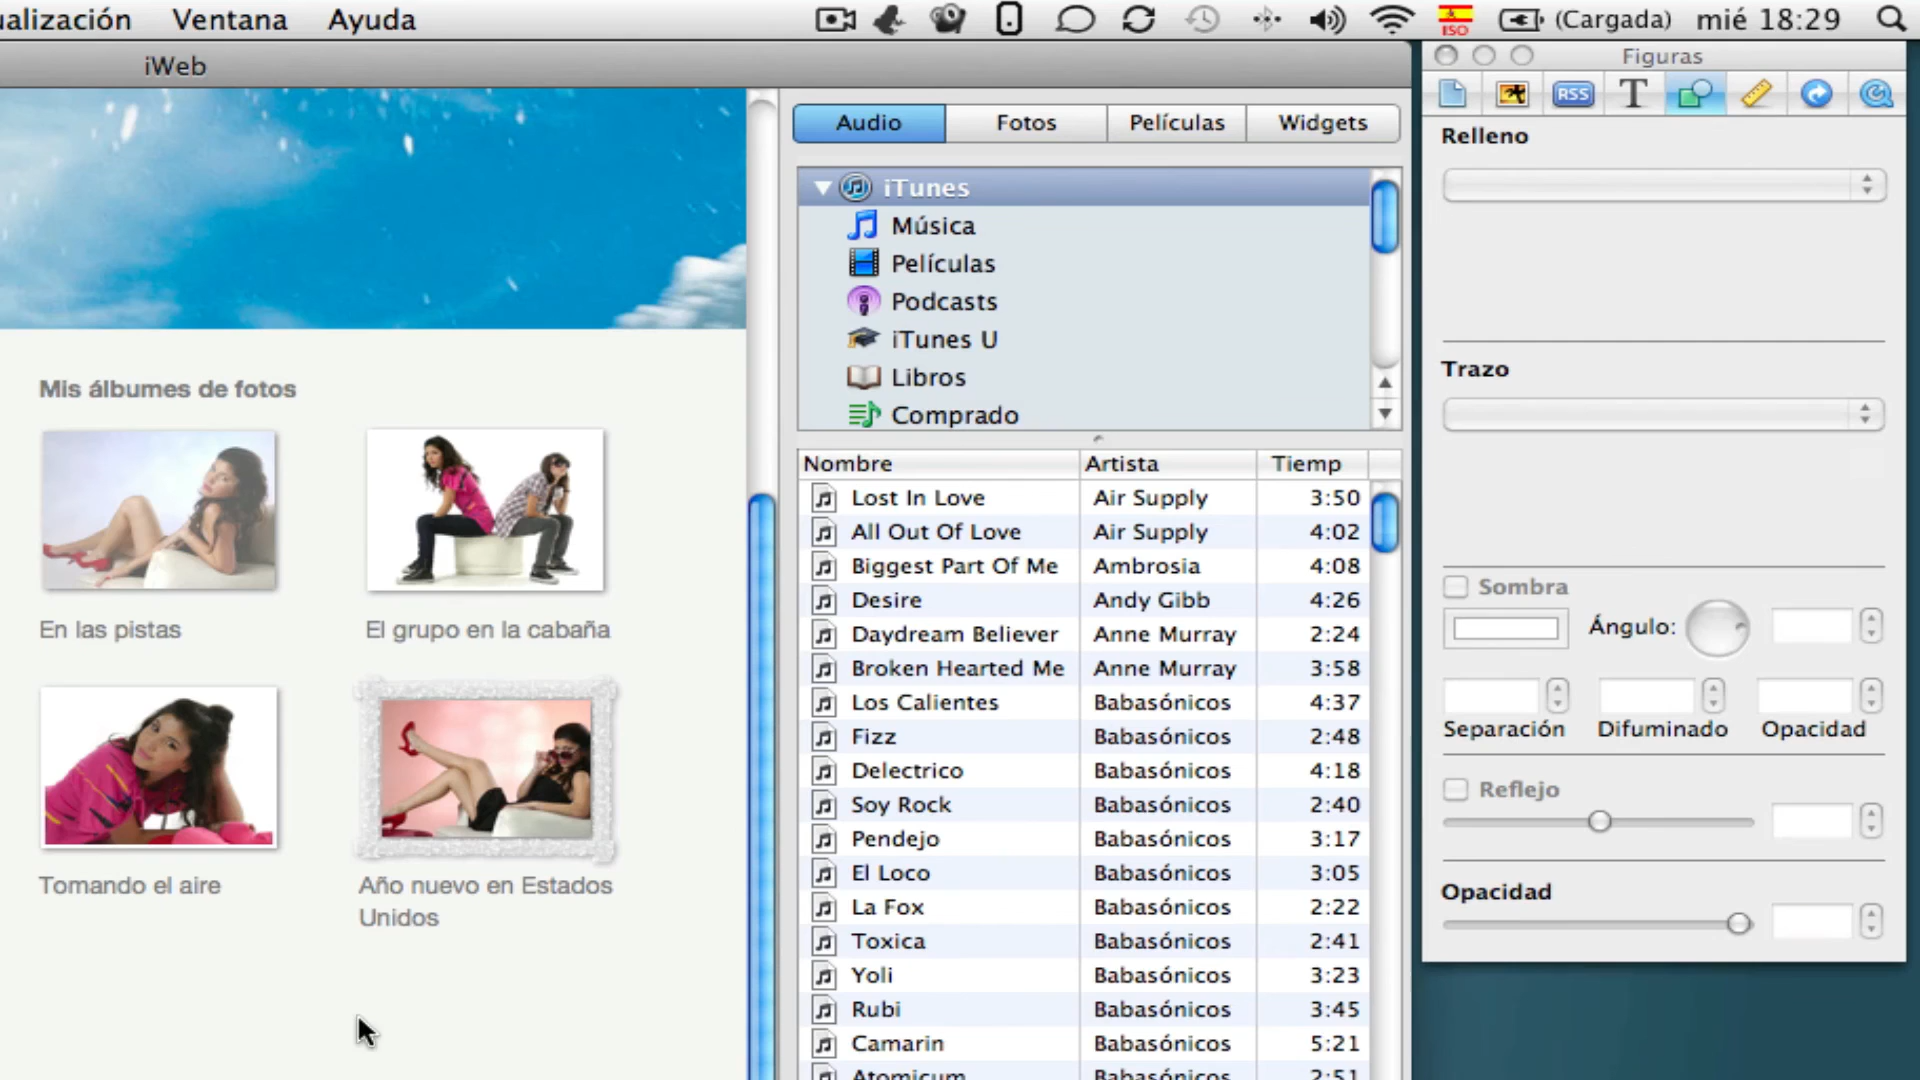 ualización Ventana Ayuda ISO (Cargada) mié 18:29
iWeb
Figuras
RSS T
Audio Fotos Películas Widgets
Relleno
iTunes
Música
Películas
Podcasts
iTunes U
Libros
Comprado
Trazo
Mis álbumes de fotos
En las pistas
El grupo en la cabaña
Tomando el aire
Año nuevo en Estados
Unidos
Nombre Artista Tiemp
Lost In Love Air Supply 3:50
All Out Of Love Air Supply 4:02
Biggest Part Of Me Ambrosia 4:08
Desire Andy Gibb 4:26
Daydream Believer Anne Murray 2:24
Broken Hearted Me Anne Murray 3:58
Los Calientes Babasónicos 4:37
Fizz Babasónicos 2:48
Delectrico Babasónicos 4:18
Soy Rock Babasónicos 2:40
Pendejo Babasónicos 3:17
El Loco Babasónicos 3:05
La Fox Babasónicos 2:22
Toxica Babasónicos 2:41
Yoli Babasónicos 3:23
Rubi Babasónicos 3:45
Camarin Babasónicos 5:21
Atomicum Babasónicos 2:51
Sombra
Ángulo:
Separación Difuminado Opacidad
Reflejo
Opacidad